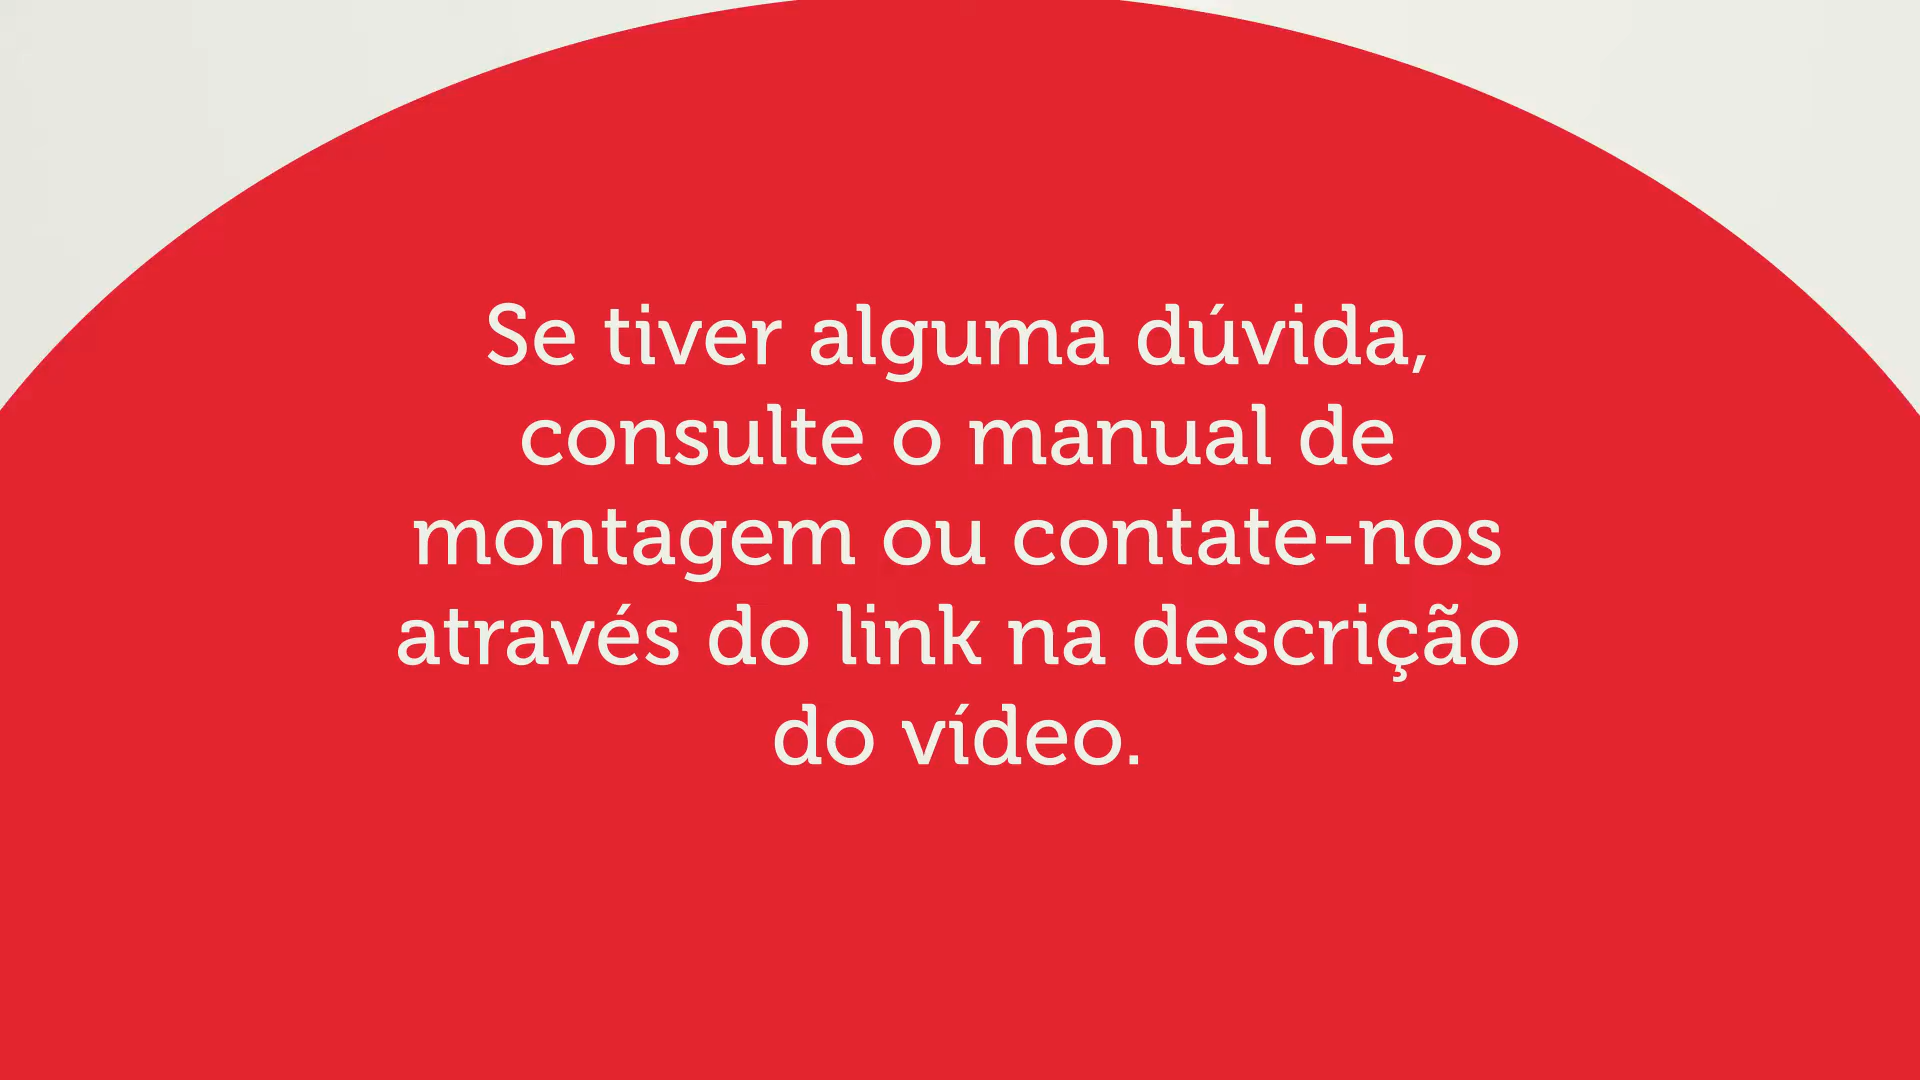 Se tiver alguma dúvida,
consulte o manual de
montagem ou contate-nos
através do link na descrição
do vídeo.